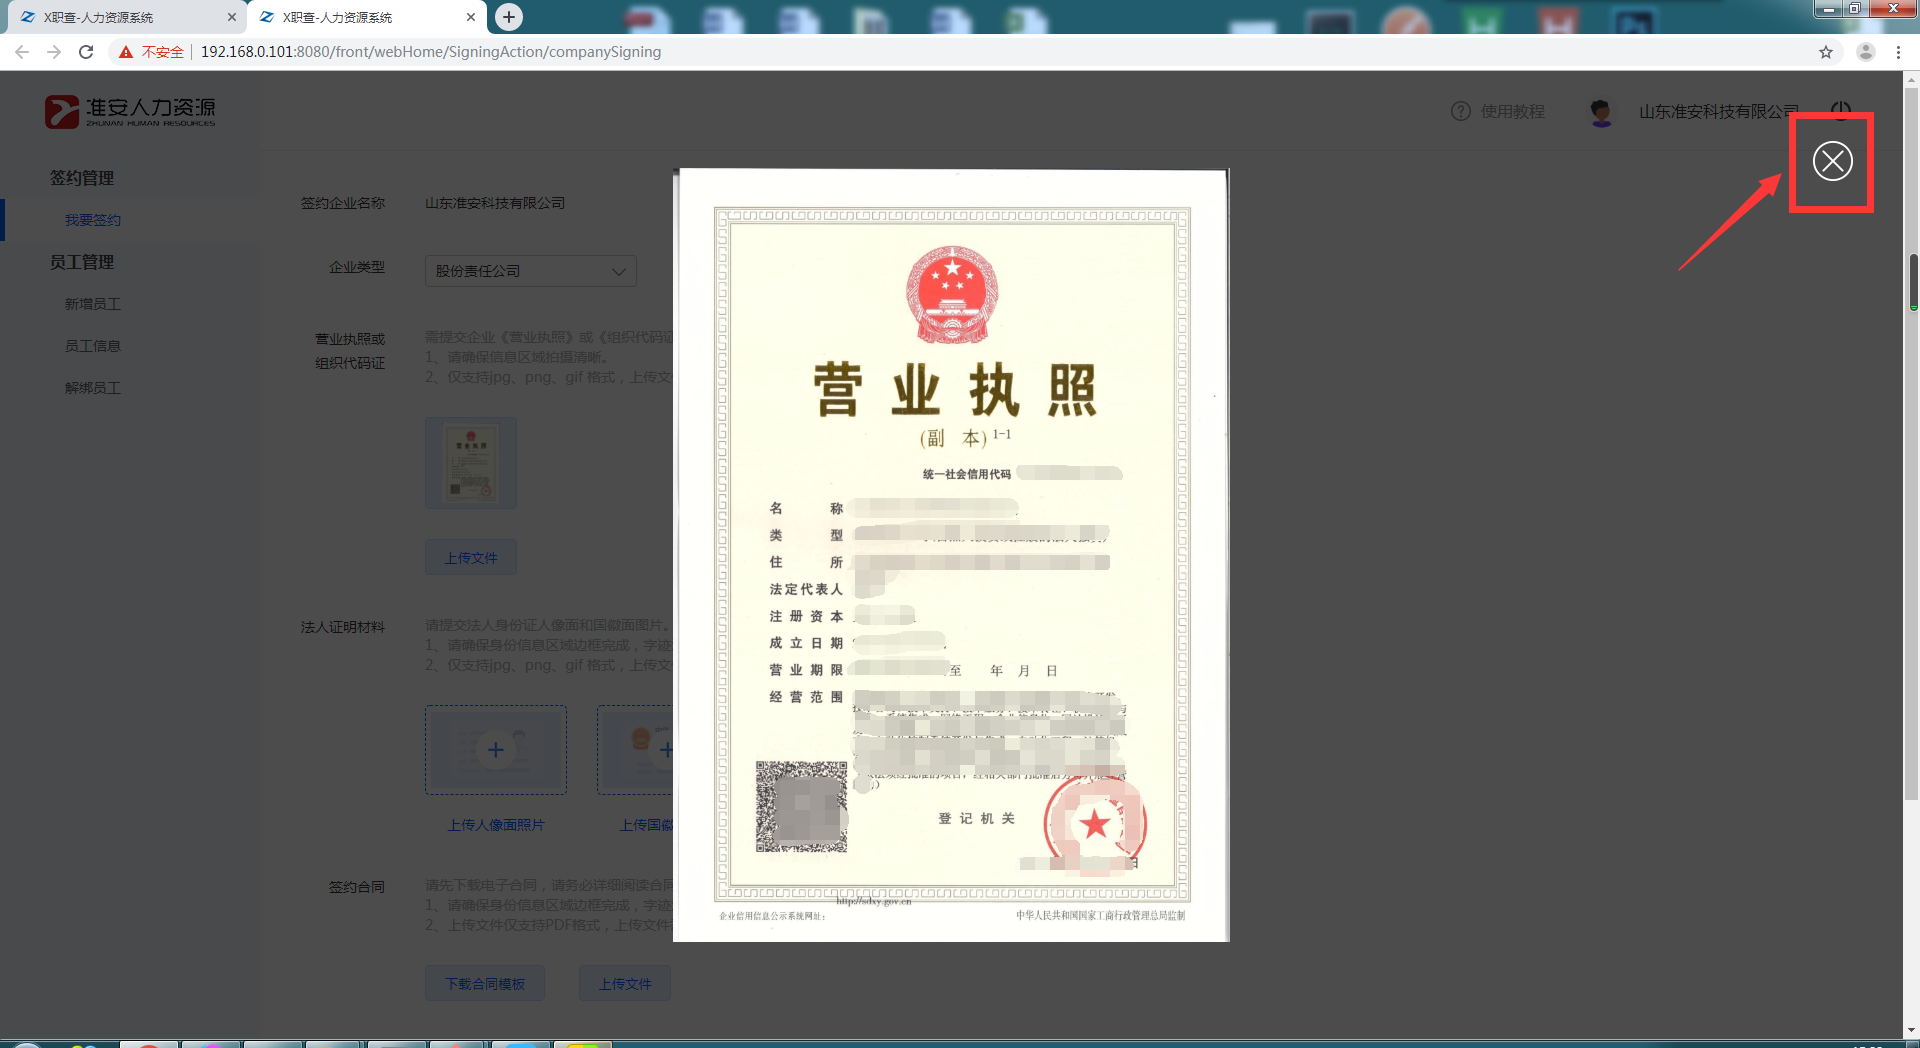 X职查-人力资源系统
X职查-人力资源系统
不安全
192.168.0.101:8080/front/webHome/SigningAction/companySigning
准安人力资源
ZHUNAN HUMAN RESOURCES
使用教程
山东准安科技有限公司
签约管理
我要签约
员工管理
新增员工
员工信息
解绑员工
签约企业名称
山东准安科技有限公司
企业类型
股份责任公司
营业执照或
组织代码证
需提交企业《营业执照》或《组织代码证
1、请确保信息区域拍摄清晰。
2、仅支持jpg、png、gif 格式，上传文
上传文件
法人证明材料
请提交法人身份证人像面和国徽面图片。
1、请确保身份信息区域边框完成，字迹
2、仅支持jpg、png、gif 格式，上传文
上传人像面照片
上传国徽
签约合同
请先下载电子合同，请务必详细阅读合同
1、请确保身份信息区域边框完成，字迹
2、上传文件仅支持PDF格式，上传文件
下载合同模板
上传文件
营业执照
(副 本) 1-1
统一社会信用代码
名 称
类 型
住 所
法定代表人
注册资本
成立日期
营业期限
至 年 月 日
经营范围
登记机关
日
http://sdxy.gov.cn
企业信用信息公示系统网址:
中华人民共和国国家工商行政管理总局监制